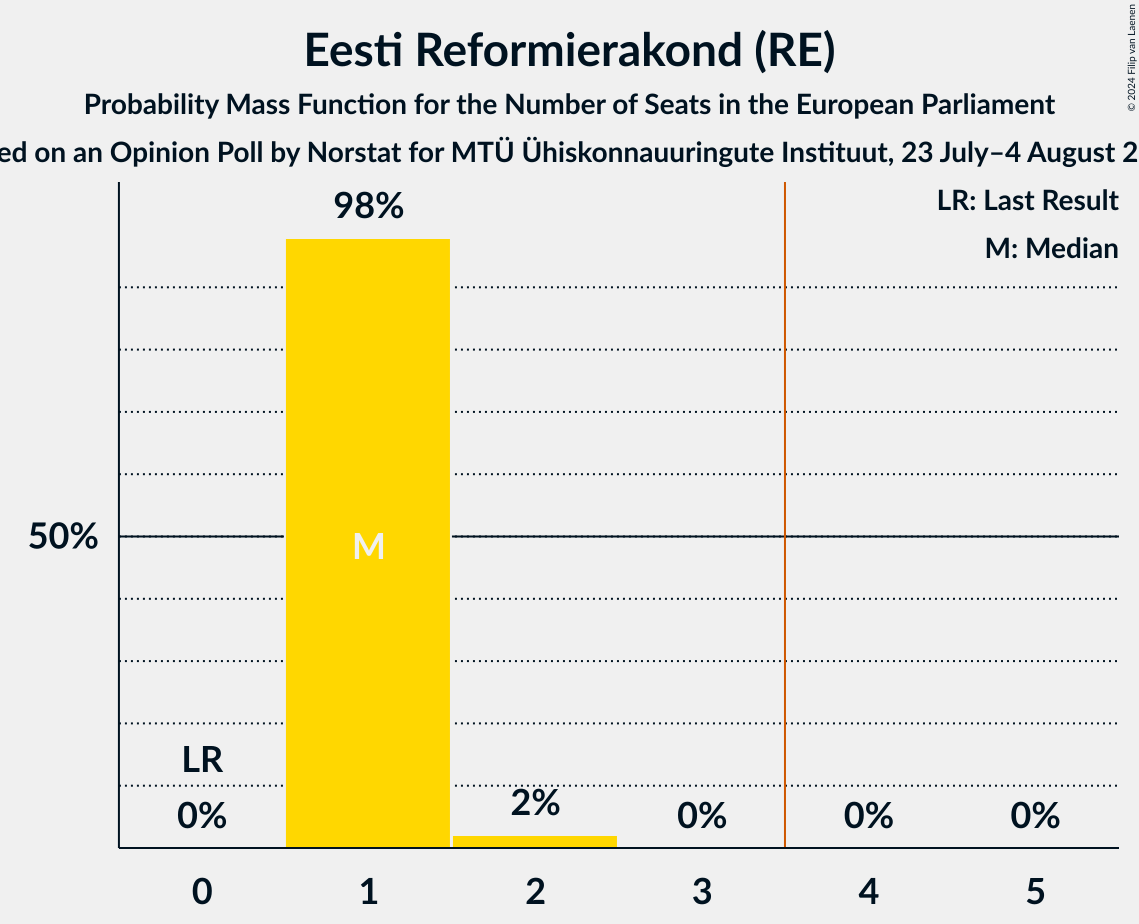 Eesti Reformierakond (RE)
Probability Mass Function for the Number of Seats in the European Parliament
on an Opinion Poll by Norstat for MTÜ Ühiskonnauuringute Instituut, 23 July–4 August
© 2024 Filip van Laenen
LR: Last Result
M: Median
98%
50%
M
LR
0%
2%
0%
0%
0%
0
1
2
3
4
5